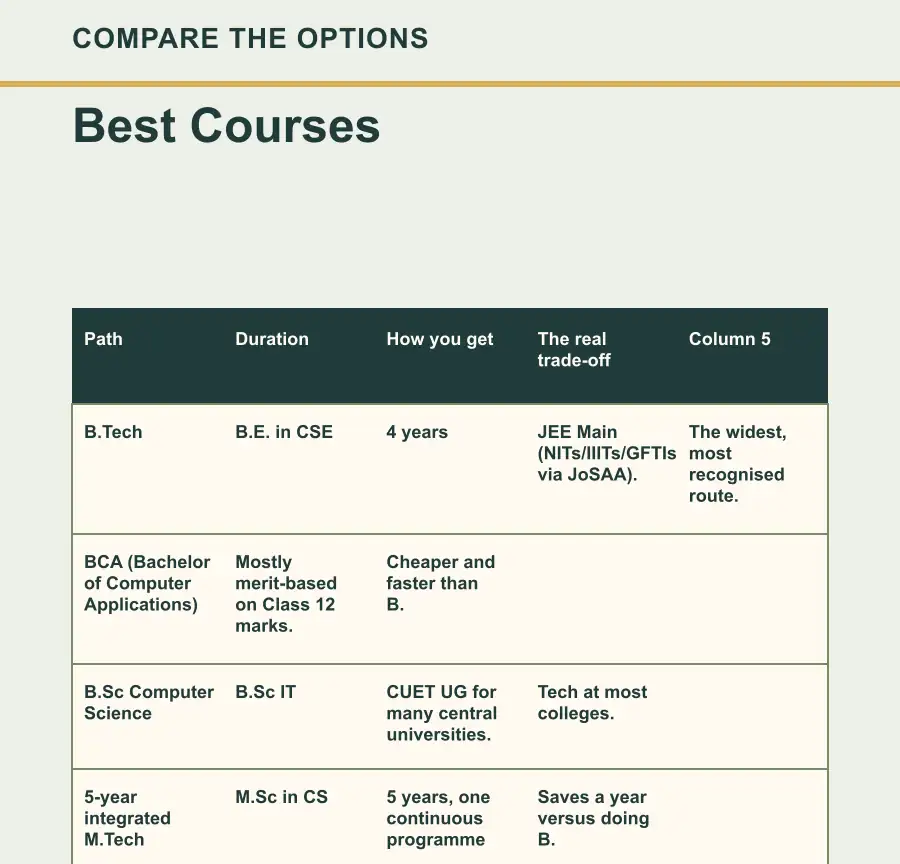 COMPARE THE OPTIONS
Best Courses
Path
Duration
How you get
The real
trade-off
Column 5
B.Tech
B.E. in CSE
4 years
JEE Main
(NITs/IIITs/GFTIs
via JoSAA).
The widest,
most
recognised
route.
BCA (Bachelor
of Computer
Applications)
Mostly
merit-based
on Class 12
marks.
Cheaper and
faster than
B.
B.Sc Computer
Science
B.Sc IT
CUET UG for
many central
universities.
Tech at most
colleges.
5-year
integrated
M.Tech
M.Sc in CS
5 years, one
continuous
programme
Saves a year
versus doing
B.